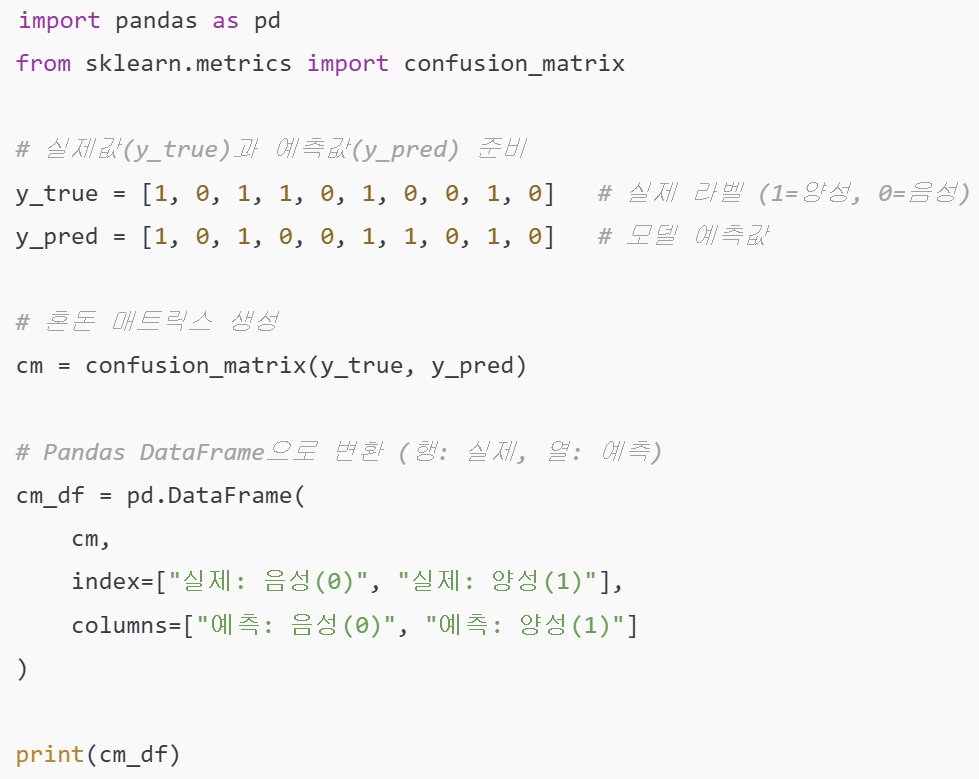 import pandas as pd
from sklearn.metrics import confusion_matrix
# 실제값(y_true)과 예측값(y_pred) 준비
y_true = [1, 0, 1, 1, 0, 1, 0, 0, 1, 0]   # 실제 라벨 (1=양성, 0=음성)
y_pred = [1, 0, 1, 0, 0, 1, 1, 0, 1, 0]   # 모델 예측값
# 혼돈 매트릭스 생성
cm = confusion_matrix(y_true, y_pred)
# Pandas DataFrame으로 변환 (행: 실제, 열: 예측)
cm_df = pd.DataFrame(
    cm,
    index=["실제: 음성(0)", "실제: 양성(1)"],
    columns=["예측: 음성(0)", "예측: 양성(1)"]
)
print(cm_df)